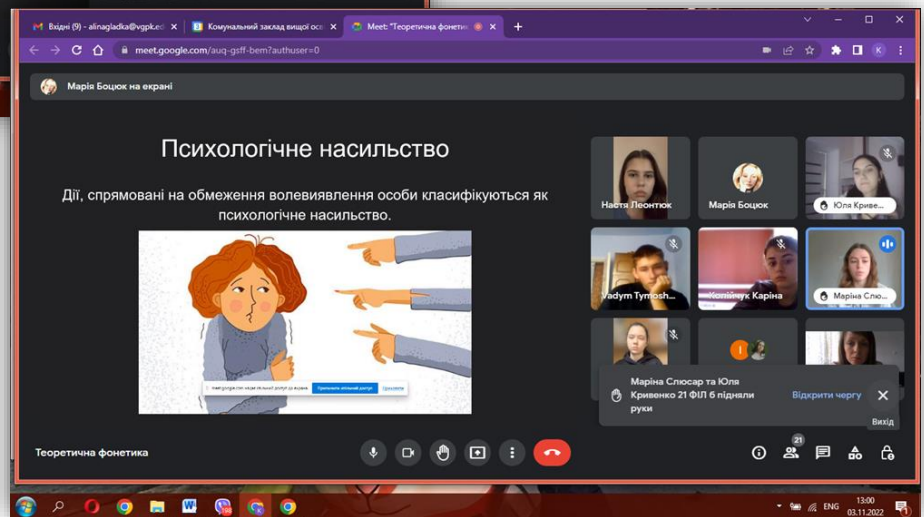 Вхідні (9) - alinagladka@vgpk.ed
Комунальний заклад вищої осе
Meet: "Теоретична фонети
meet.google.com/auq-gsff-bem?authuser=0
K
Марія Боцюк на екрані
Психологічне насильство
Дії, спрямовані на обмеження волевиявлення особи класифікуються як
психологічне насильство.
Настя Леонтюк
Марія Боцюк
Юля Криве...
Vadym Tymosh...
Копійчук Каріна
Маріна Слю...
Маріна Слюсар та Юля
Кривенко 21 ФІЛ б підняли
руки
Відкрити чергу
Вихід
Теоретична фонетика
21
ENG
13:00
03.11.2022